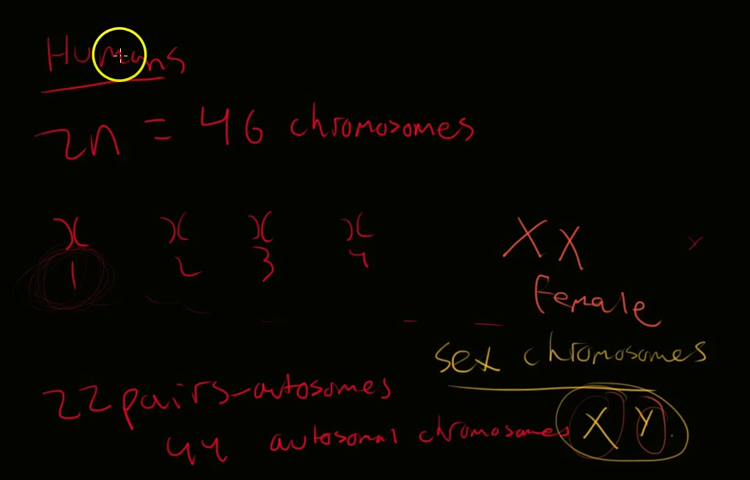 Humans
2n = 46 chromosomes
1 2 3 4
XX
female
sex chromosomes
22 pairs-autosomes
44 autosomal chromosomes
XY